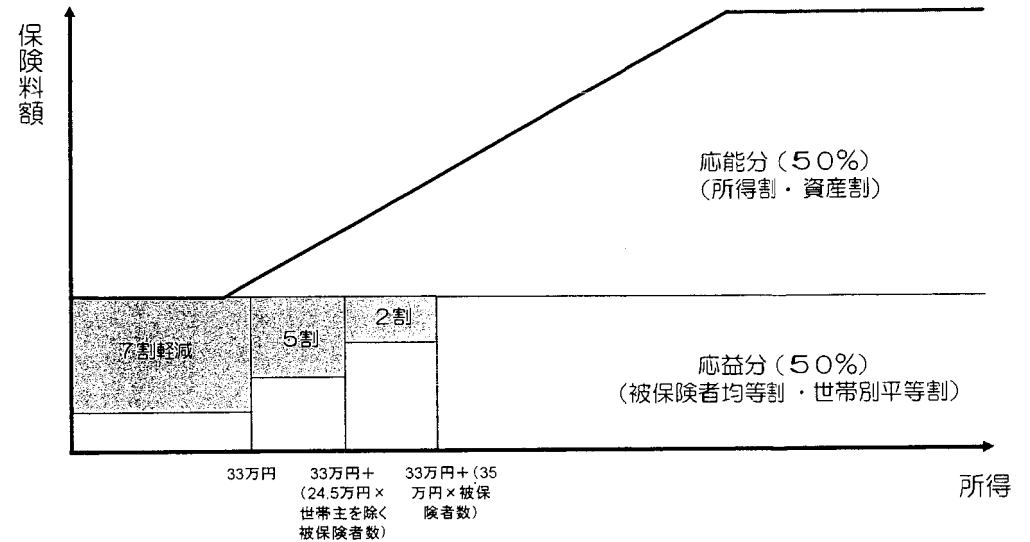 保険料額
応能分（５０％）
（所得割・資産割）
７割軽減
５割
２割
応益分（５０％）
（被保険者均等割・世帯別平等割）
33万円
33万円＋
（24.5万円×
世帯主を除く
被保険者数）
33万円＋（35
万円×被保
険者数）
所得